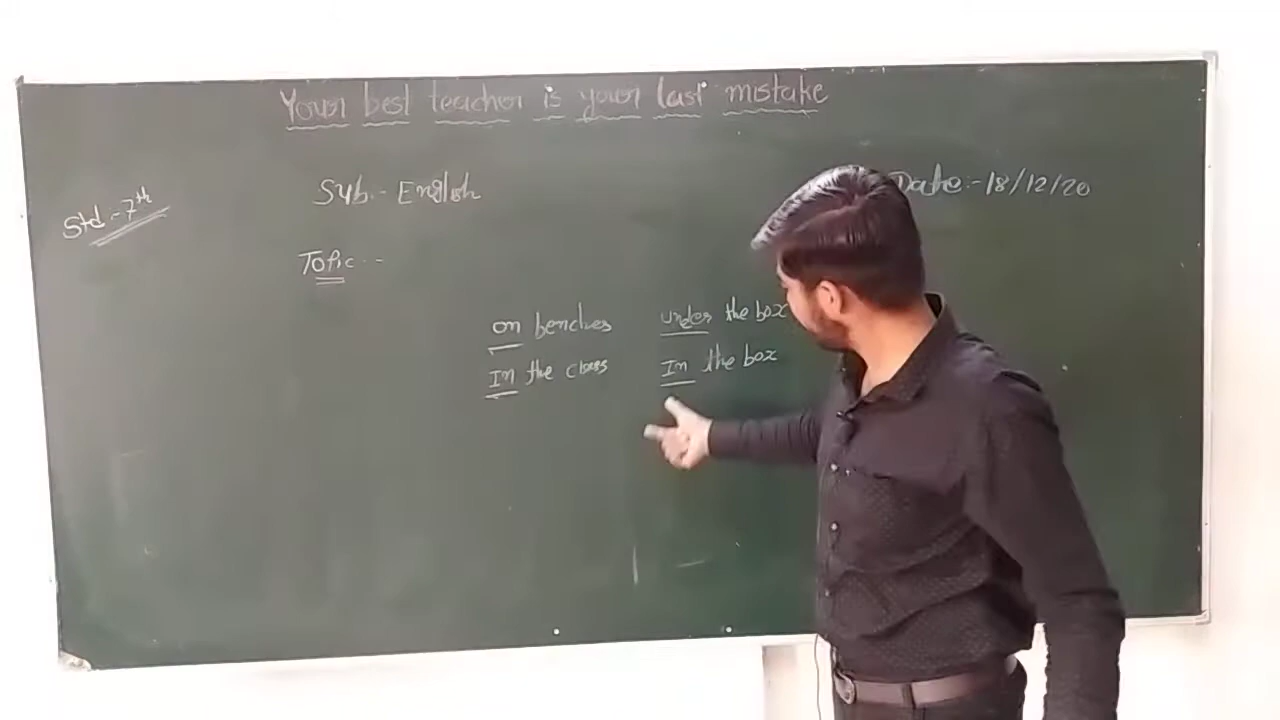 Your best teacher is your last mistake
Std :- 7th
Sub. :- English
Date :- 18/12/20
Topic :-
on benches
In the class
under the box
In the box